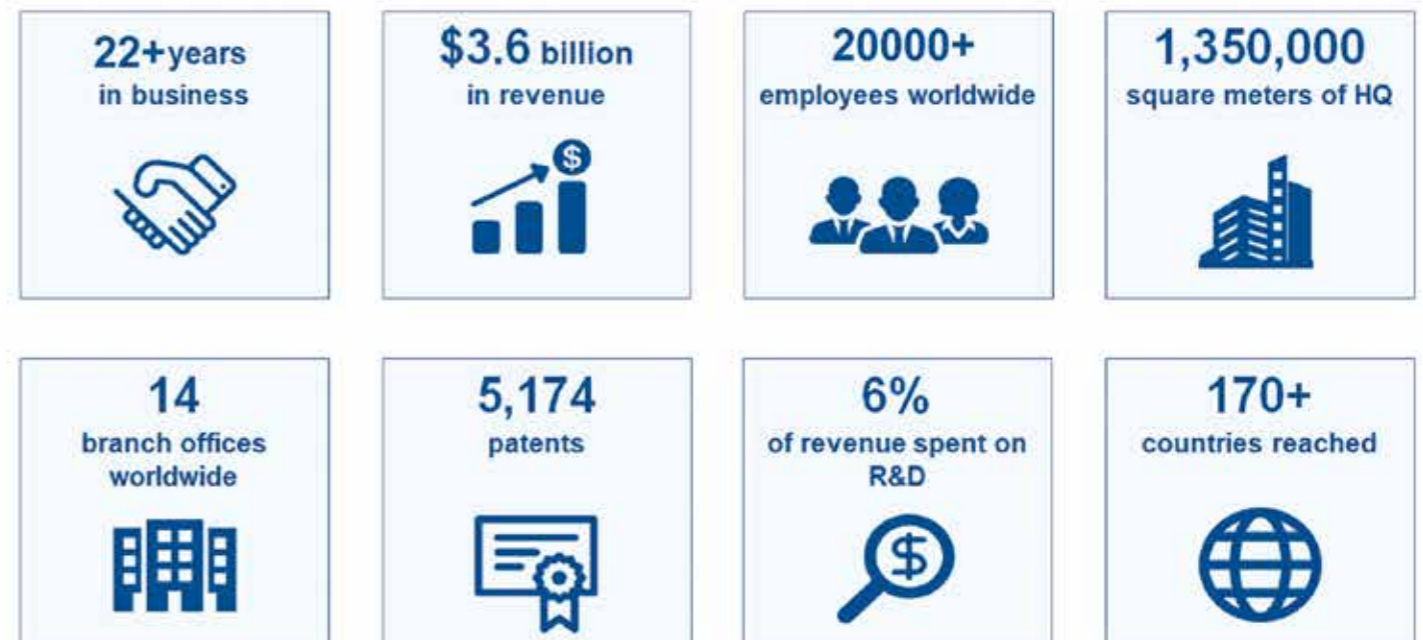 22+years
in business
$3.6 billion
in revenue
20000+
employees worldwide
1,350,000
square meters of HQ
$
14
branch offices
worldwide
5,174
patents
6%
of revenue spent on
R&D
$
170+
countries reached